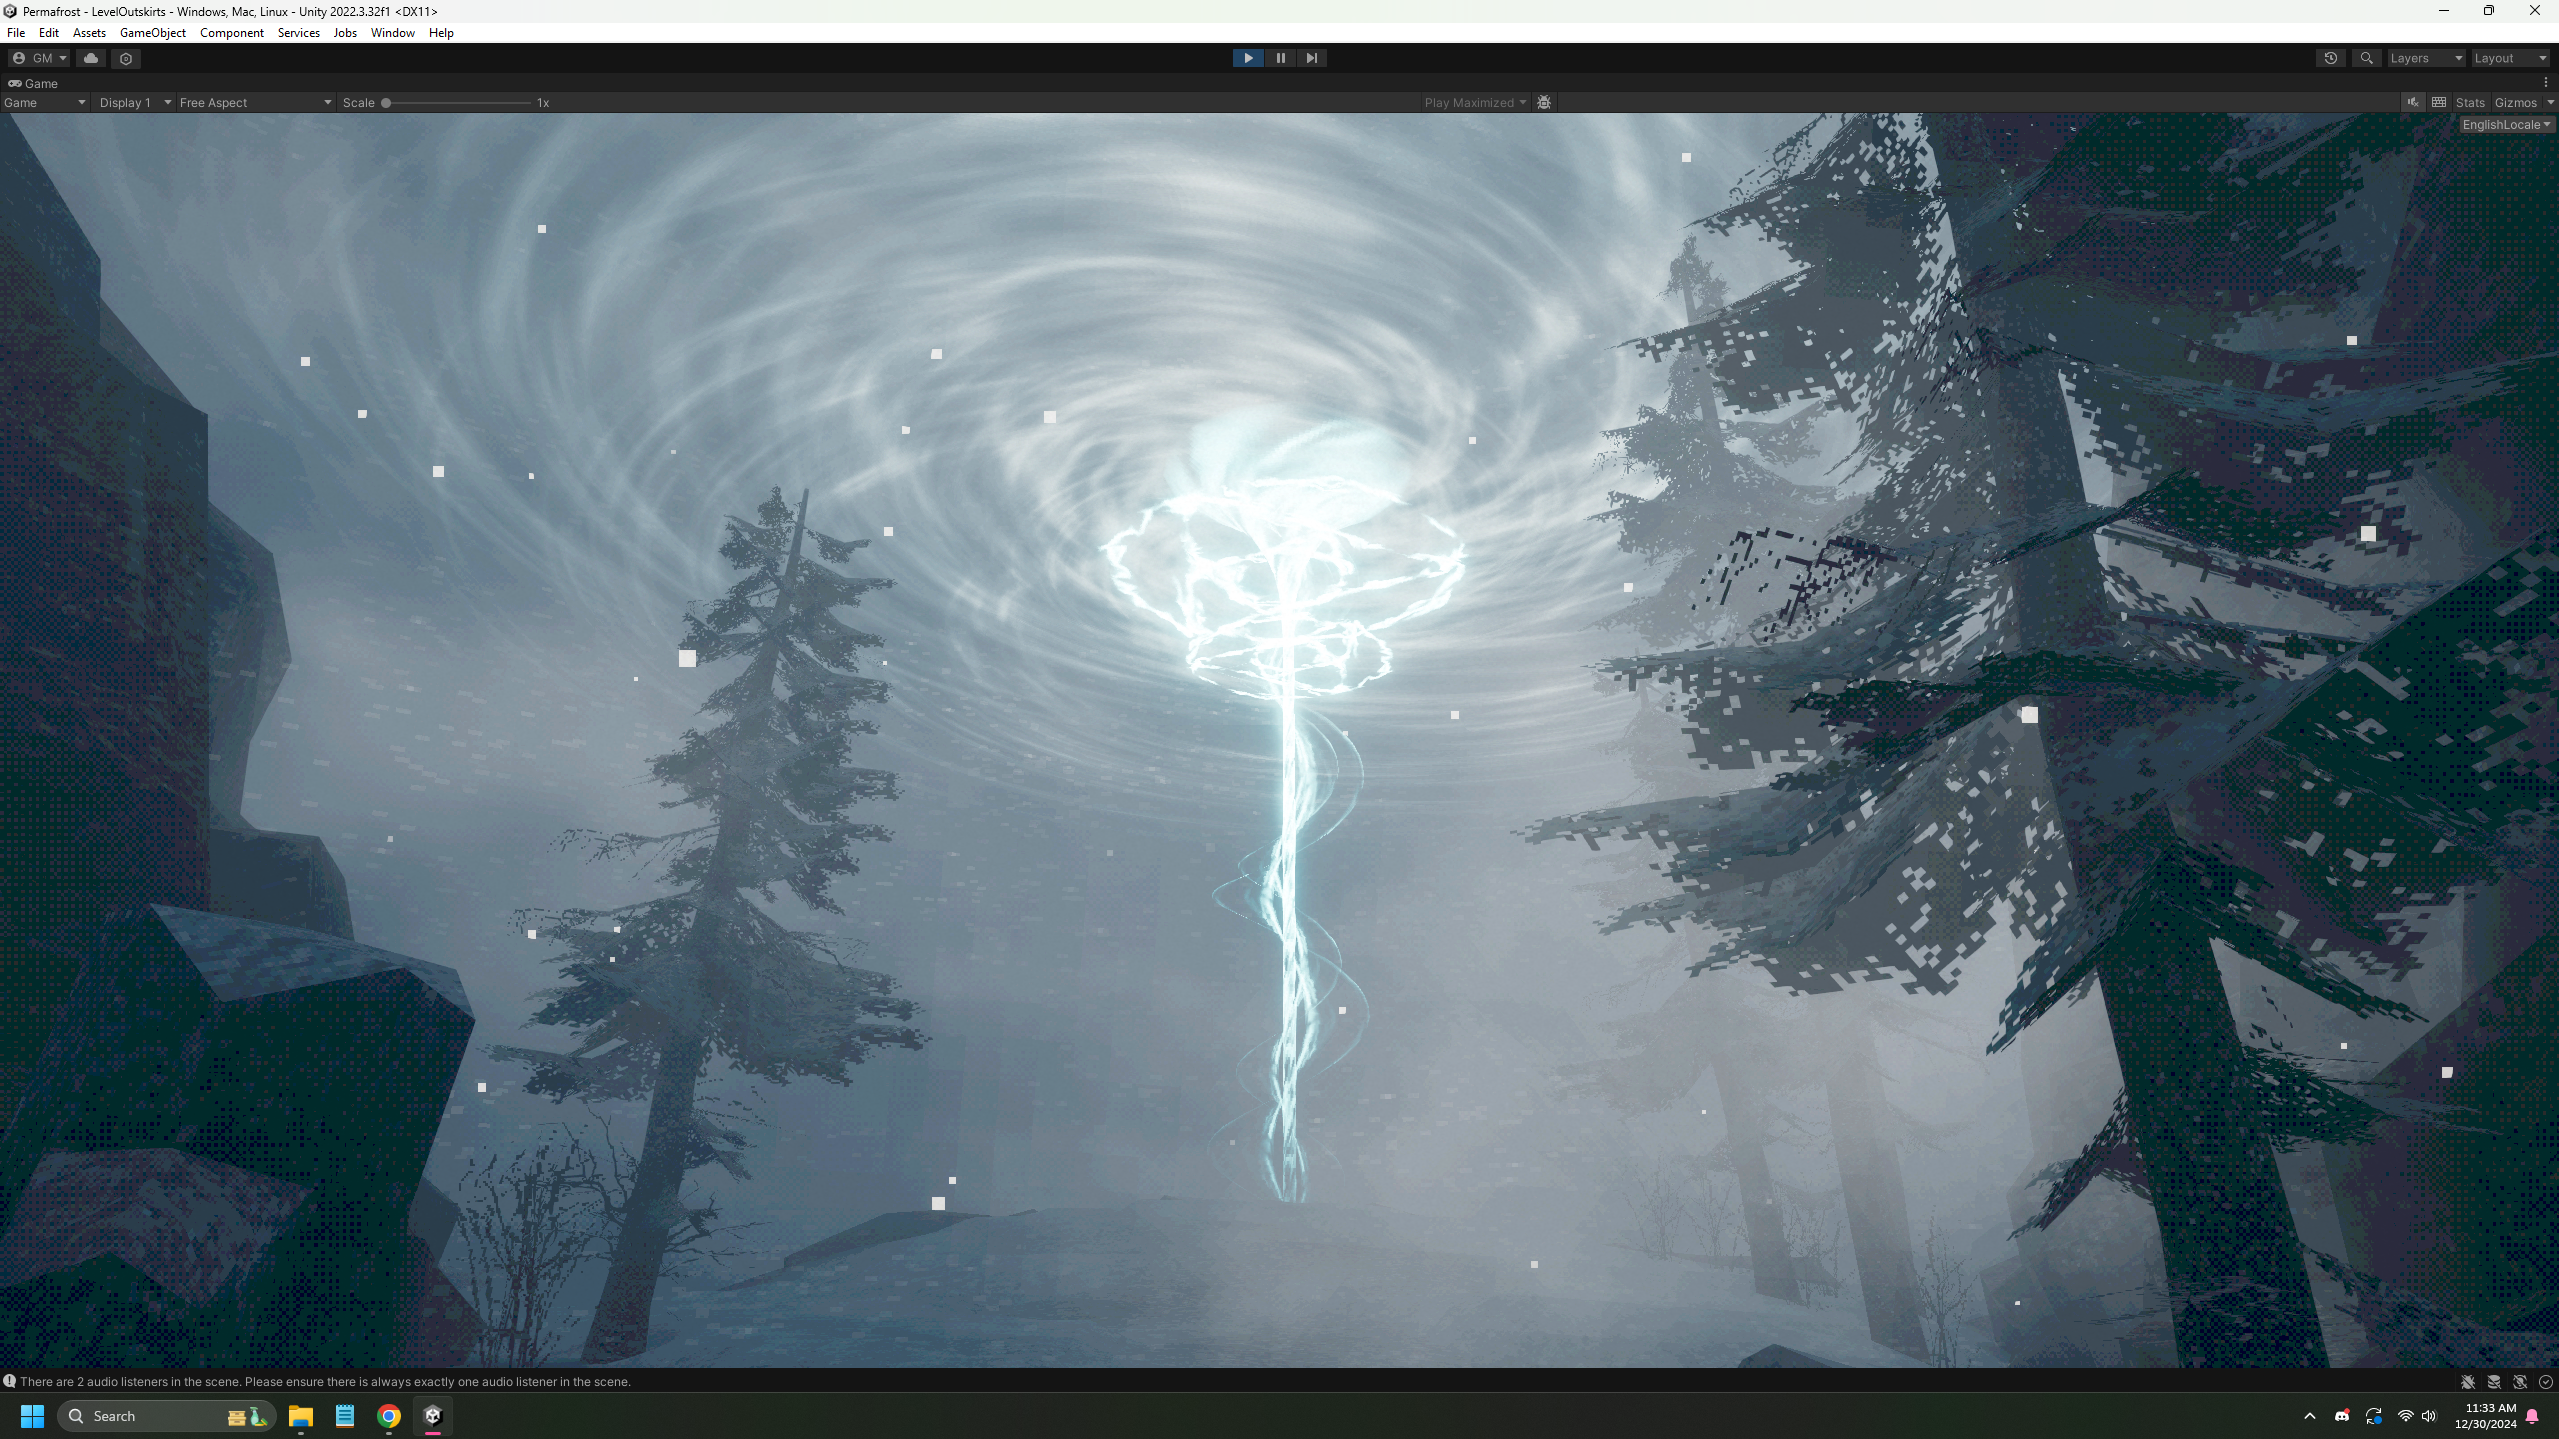 Permafrost - LevelOutskirts - Windows, Mac, Linux - Unity 2022.3.32f1 <DX11>
File Edit Assets GameObject Component Services Jobs Window Help
GM Layers Layout
Game
Game Display 1 Free Aspect Scale 1x Play Maximized Stats Gizmos
EnglishLocale
There are 2 audio listeners in the scene. Please ensure there is always exactly one audio listener in the scene.
Search 11:33 AM
12/30/2024